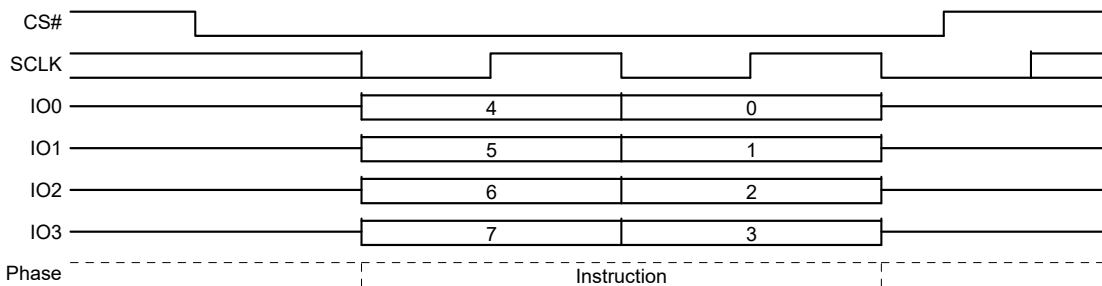 CS#
SCLK
IO0 4 0
IO1 5 1
IO2 6 2
IO3 7 3
Phase Instruction